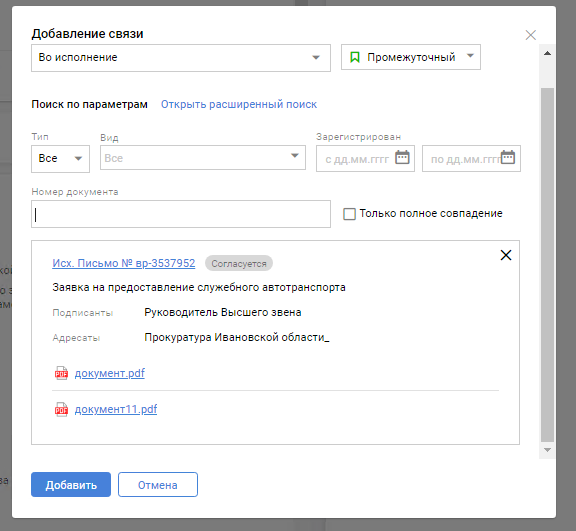 Добавление связи
Во исполнение
Промежуточный
Поиск по параметрам Открыть расширенный поиск
Тип Вид Зарегистрирован
Все Все с дд.мм.гггг по дд.мм.гггг
Номер документа
Только полное совпадение
Исх. Письмо № вр-3537952 Согласуется
Заявка на предоставление служебного автотранспорта
Подписанты Руководитель Высшего звена
Адресаты Прокуратура Ивановской области_
PDF документ.pdf
PDF документ11.pdf
Добавить Отмена